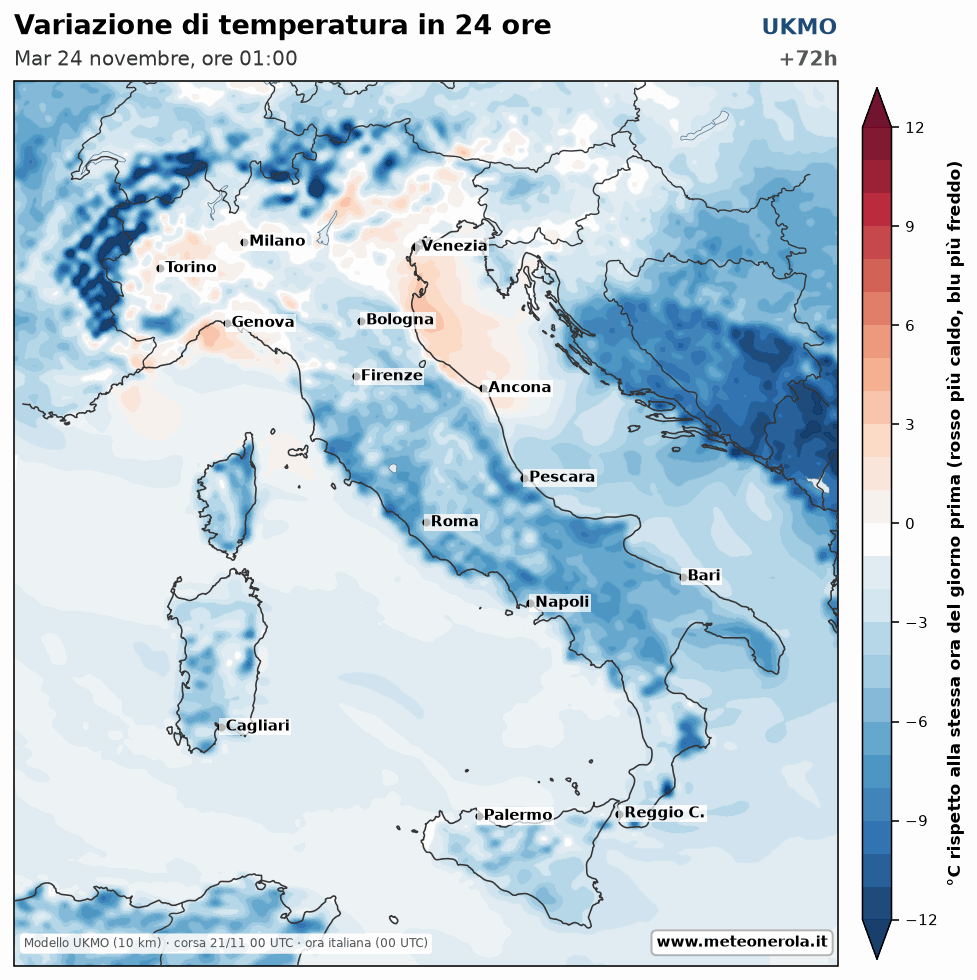 Variazione di temperatura in 24 ore
UKMO
Mar 24 novembre, ore 01:00
+72h
Milano
Venezia
Torino
Genova
Bologna
Firenze
Ancona
Pescara
Roma
Bari
Napoli
Cagliari
Palermo
Reggio C.
12
9
6
3
0
−3
−6
−9
−12
°C rispetto alla stessa ora del giorno prima (rosso più caldo, blu più freddo)
Modello UKMO (10 km) · corsa 21/11 00 UTC · ora italiana (00 UTC)
www.meteonerola.it